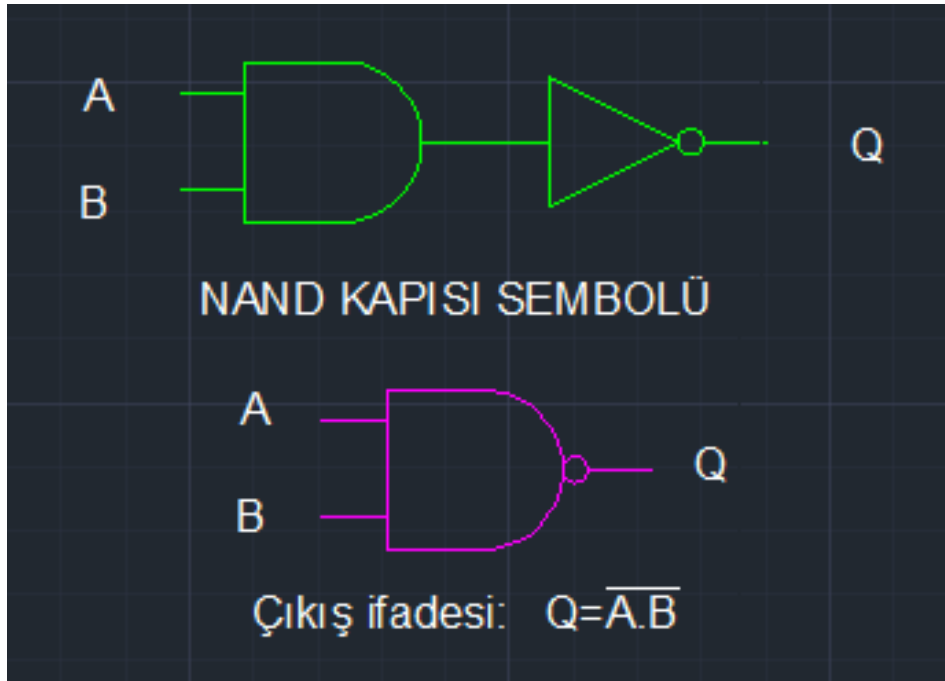 A
B
Q
NAND KAPISI SEMBOLÜ
A
B
Q
Çıkış ifadesi: Q=A̅.̅B̅